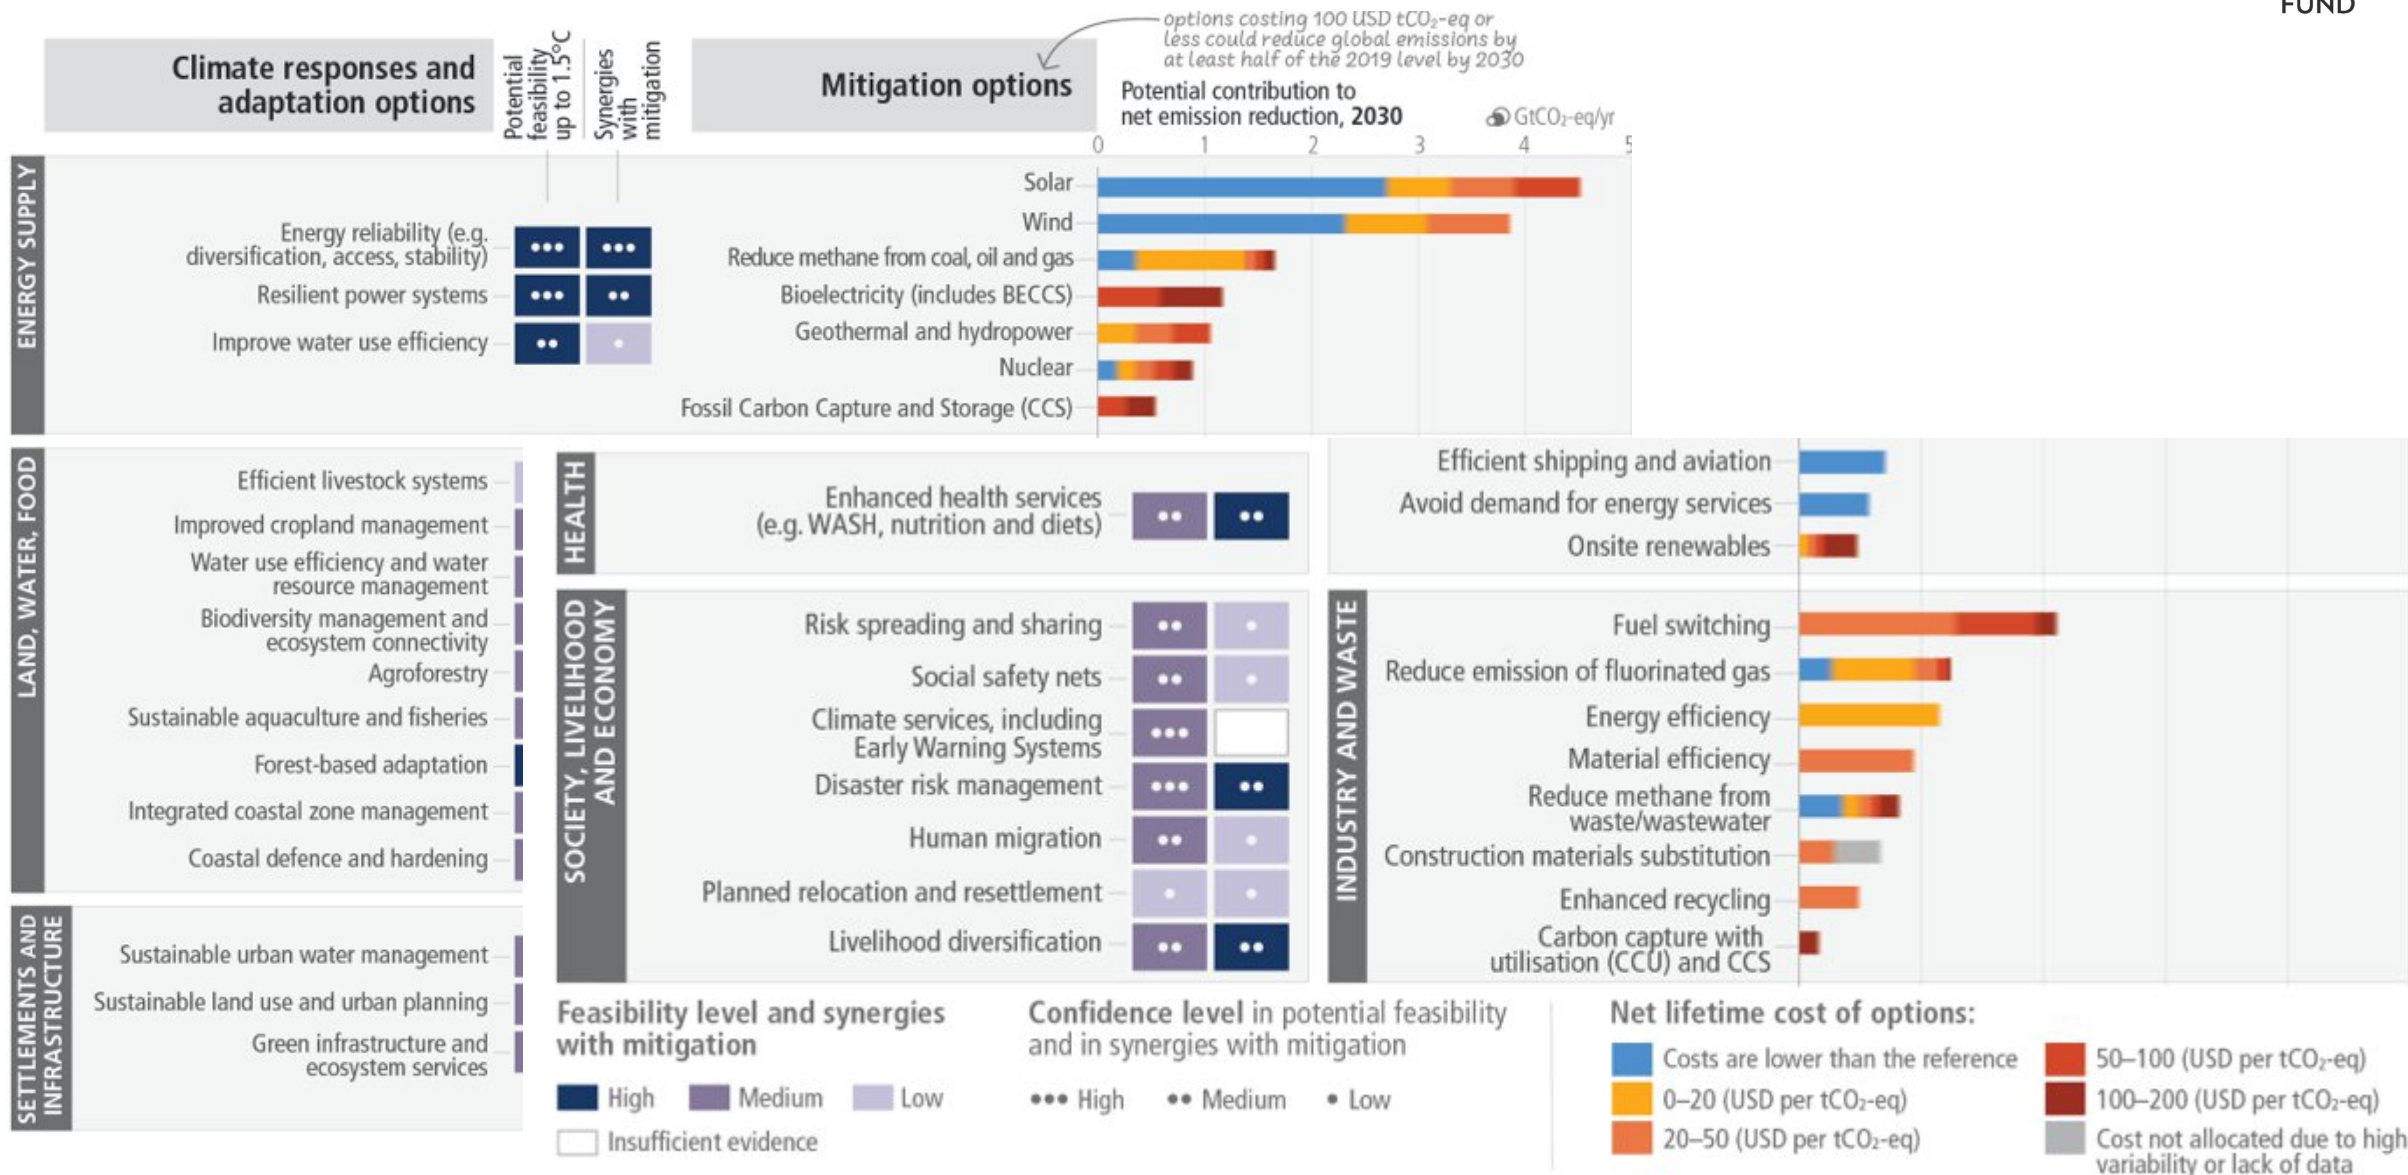 FUND
options costing 100 USD tCO₂-eq or
less could reduce global emissions by
at least half of the 2019 level by 2030
Climate responses and
adaptation options
Potential
feasibility
up to 1.5°C
Synergies
with
mitigation
Mitigation options
Potential contribution to
net emission reduction, 2030
GtCO₂-eq/yr
0 1 2 3 4 5
ENERGY SUPPLY
Energy reliability (e.g.
diversification, access, stability)
Resilient power systems
Improve water use efficiency
Solar
Wind
Reduce methane from coal, oil and gas
Bioelectricity (includes BECCS)
Geothermal and hydropower
Nuclear
Fossil Carbon Capture and Storage (CCS)
LAND, WATER, FOOD
Efficient livestock systems
Improved cropland management
Water use efficiency and water
resource management
Biodiversity management and
ecosystem connectivity
Agroforestry
Sustainable aquaculture and fisheries
Forest-based adaptation
Integrated coastal zone management
Coastal defence and hardening
SETTLEMENTS AND
INFRASTRUCTURE
Sustainable urban water management
Sustainable land use and urban planning
Green infrastructure and
ecosystem services
HEALTH
Enhanced health services
(e.g. WASH, nutrition and diets)
SOCIETY, LIVELIHOOD
AND ECONOMY
Risk spreading and sharing
Social safety nets
Climate services, including
Early Warning Systems
Disaster risk management
Human migration
Planned relocation and resettlement
Livelihood diversification
Efficient shipping and aviation
Avoid demand for energy services
Onsite renewables
INDUSTRY AND WASTE
Fuel switching
Reduce emission of fluorinated gas
Energy efficiency
Material efficiency
Reduce methane from
waste/wastewater
Construction materials substitution
Enhanced recycling
Carbon capture with
utilisation (CCU) and CCS
Feasibility level and synergies
with mitigation
High Medium Low
Insufficient evidence
Confidence level in potential feasibility
and in synergies with mitigation
High Medium Low
Net lifetime cost of options:
Costs are lower than the reference
0–20 (USD per tCO₂-eq)
20–50 (USD per tCO₂-eq)
50–100 (USD per tCO₂-eq)
100–200 (USD per tCO₂-eq)
Cost not allocated due to high
variability or lack of data